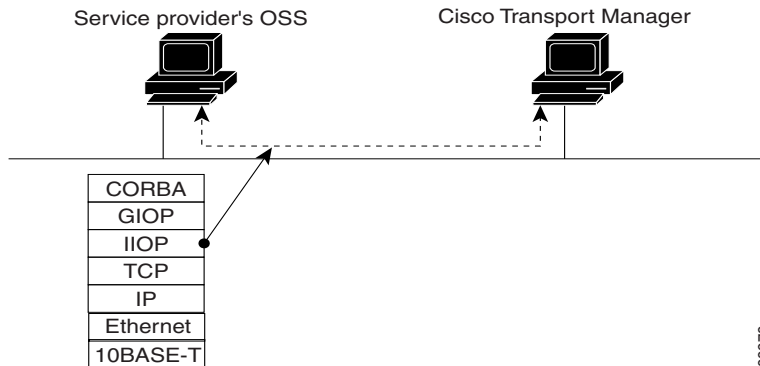 Service provider's OSS
Cisco Transport Manager
CORBA
GIOP
IIOP
TCP
IP
Ethernet
10BASE-T